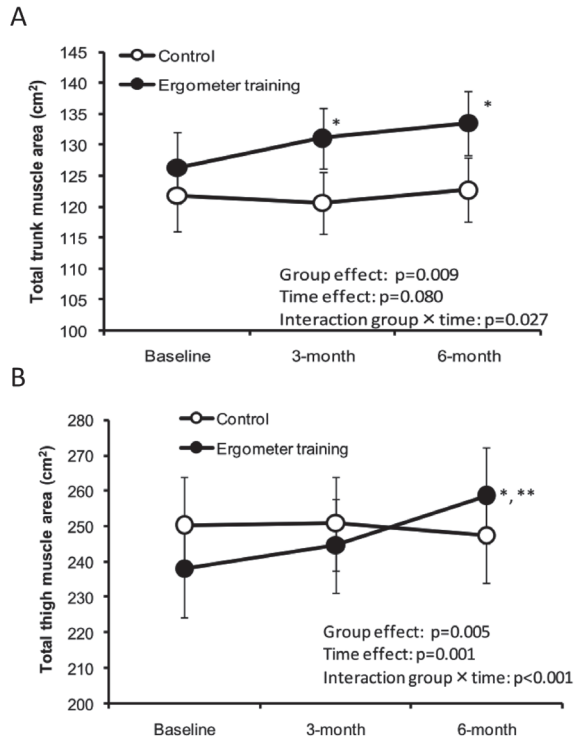 A
145
140
135
130
125
120
115
110
105
100
Total trunk muscle area (cm²)
Control
Ergometer training
*
*
Group effect: p=0.009
Time effect: p=0.080
Interaction group × time: p=0.027
Baseline 3-month 6-month
B
280
270
260
250
240
230
220
210
200
Total thigh muscle area (cm²)
Control
Ergometer training
*, **
Group effect: p=0.005
Time effect: p=0.001
Interaction group × time: p<0.001
Baseline 3-month 6-month